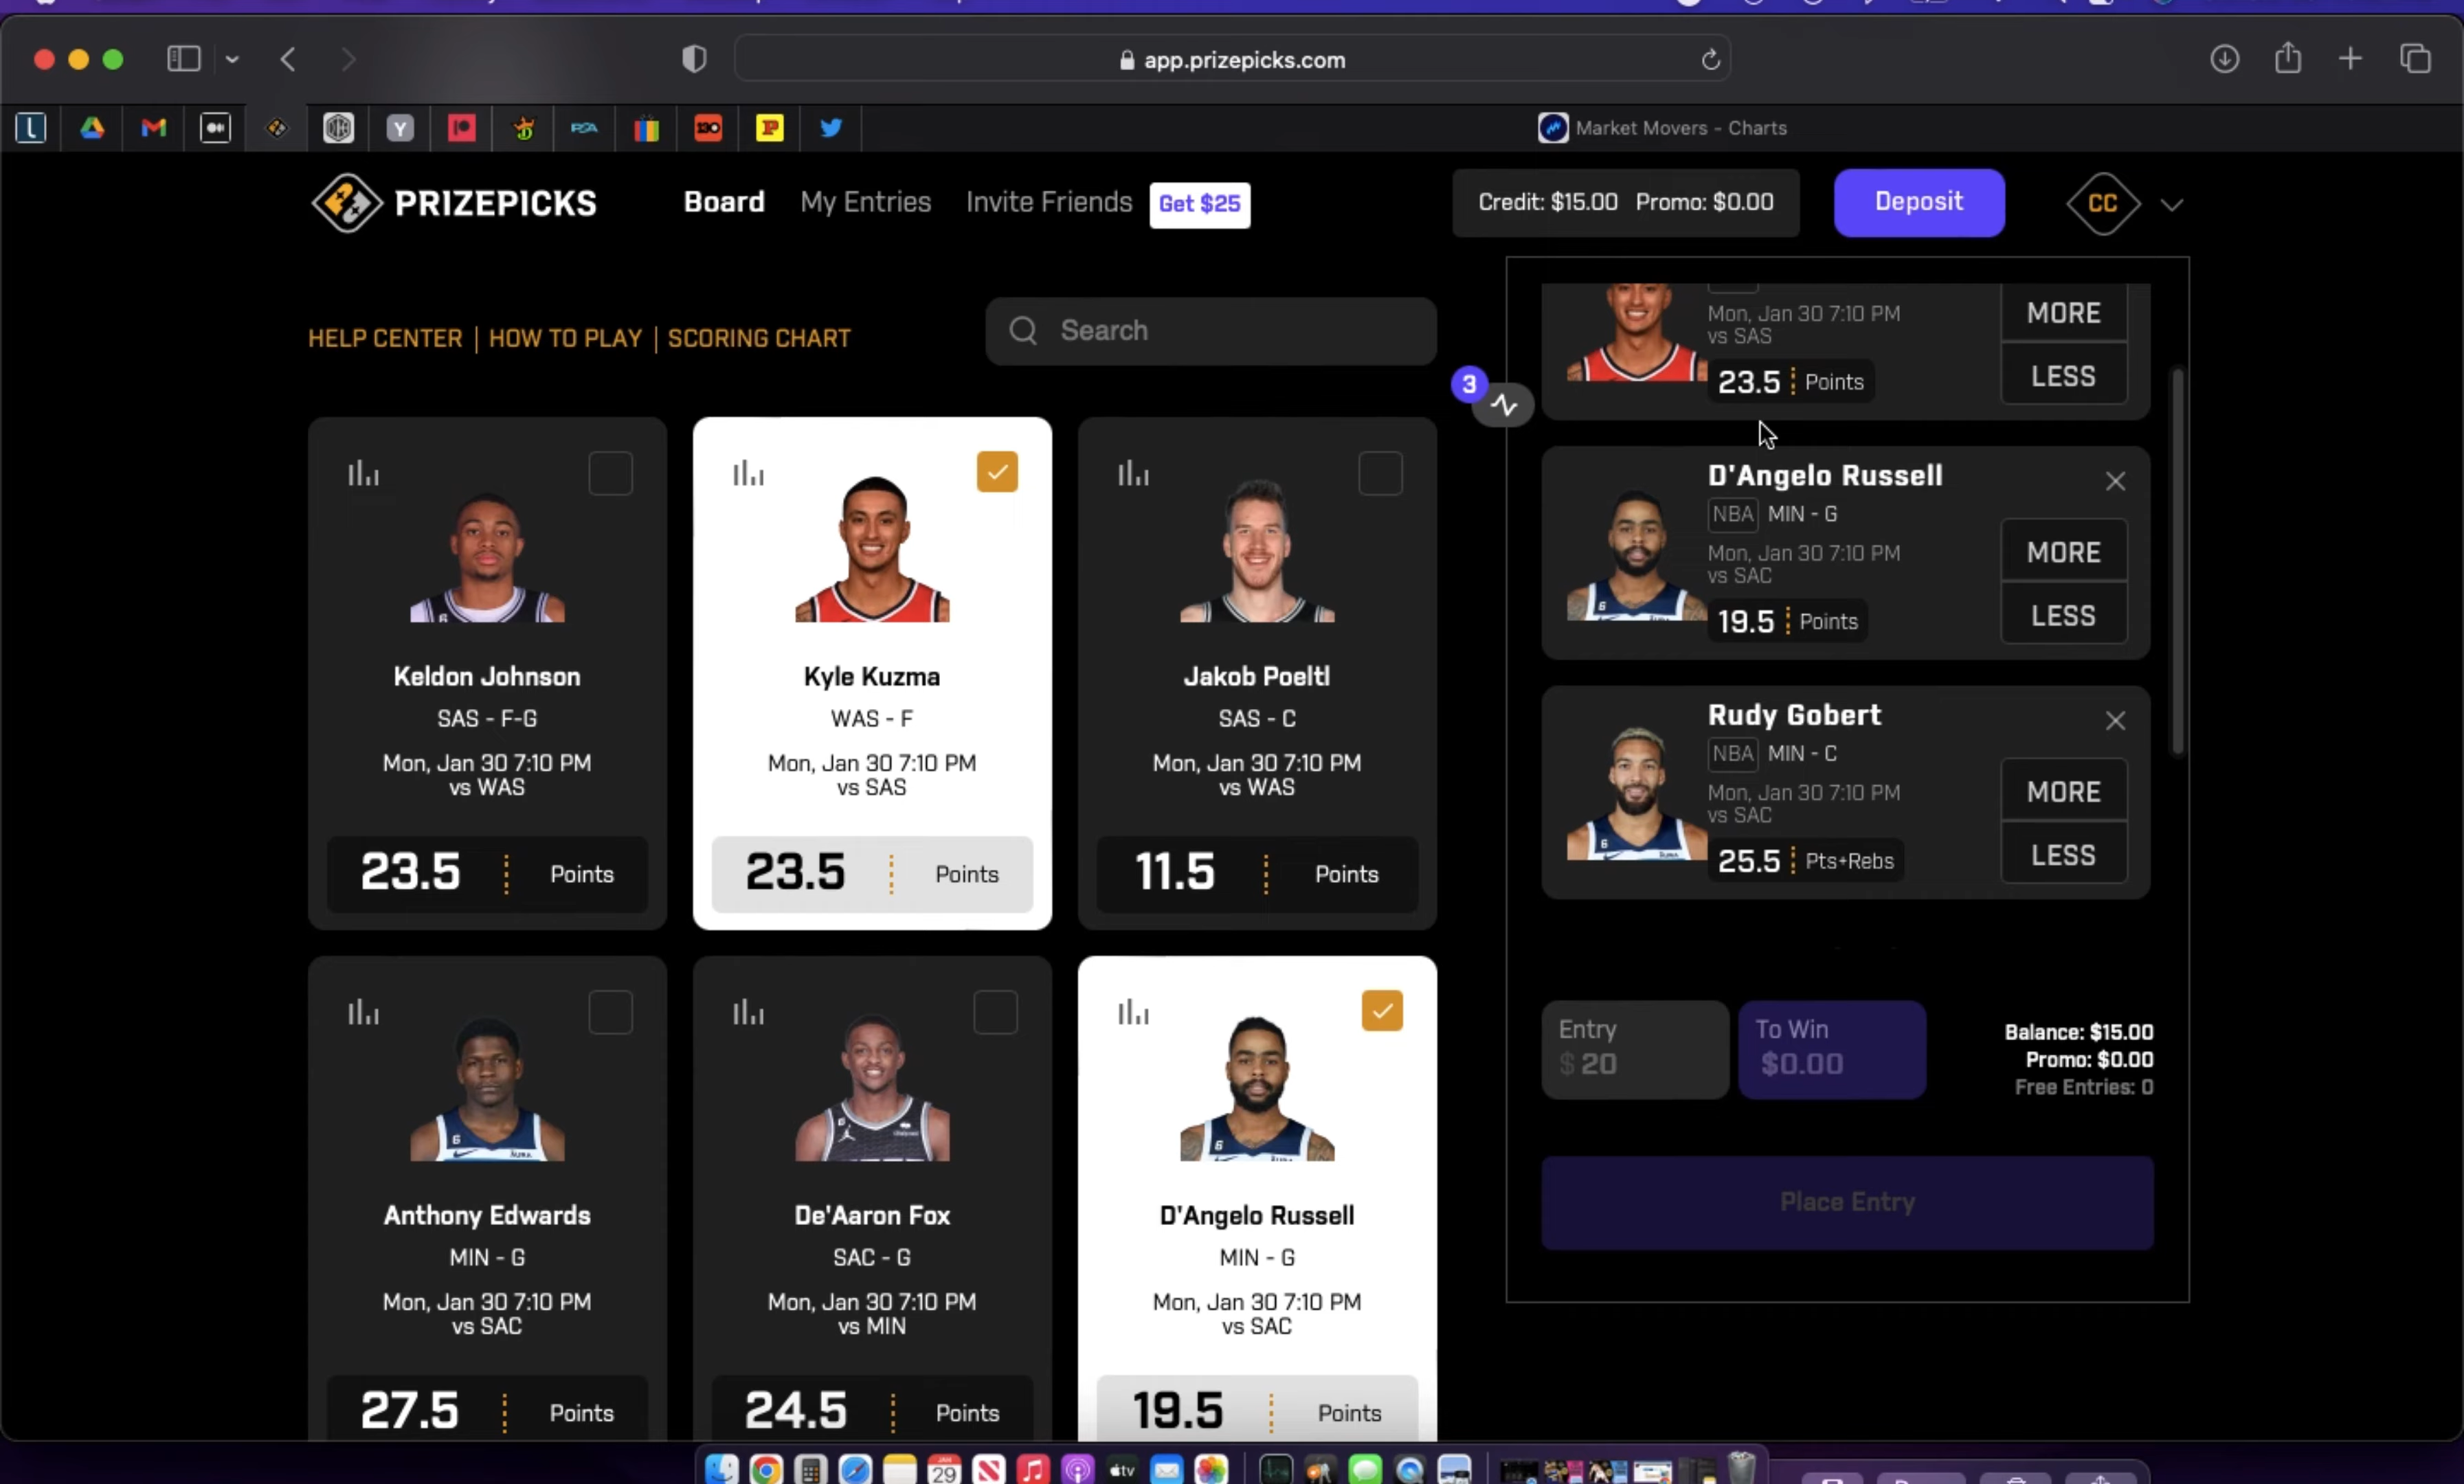 app.prizepicks.com
Market Movers - Charts
PRIZEPICKS
Board
My Entries
Invite Friends
Get $25
Credit: $15.00 Promo: $0.00
Deposit
CC
HELP CENTER | HOW TO PLAY | SCORING CHART
Search
3
Keldon Johnson
SAS - F-G
Mon, Jan 30 7:10 PM
vs WAS
23.5 Points
Kyle Kuzma
WAS - F
Mon, Jan 30 7:10 PM
vs SAS
23.5 Points
Jakob Poeltl
SAS - C
Mon, Jan 30 7:10 PM
vs WAS
11.5 Points
Anthony Edwards
MIN - G
Mon, Jan 30 7:10 PM
vs SAC
27.5 Points
De'Aaron Fox
SAC - G
Mon, Jan 30 7:10 PM
vs MIN
24.5 Points
D'Angelo Russell
MIN - G
Mon, Jan 30 7:10 PM
vs SAC
19.5 Points
Mon, Jan 30 7:10 PM
vs SAS
23.5 Points
MORE
LESS
D'Angelo Russell
NBA MIN - G
Mon, Jan 30 7:10 PM
vs SAC
19.5 Points
MORE
LESS
Rudy Gobert
NBA MIN - C
Mon, Jan 30 7:10 PM
vs SAC
25.5 Pts+Rebs
MORE
LESS
Entry
$ 20
To Win
$0.00
Balance: $15.00
Promo: $0.00
Free Entries: 0
Place Entry
JAN
29
tv